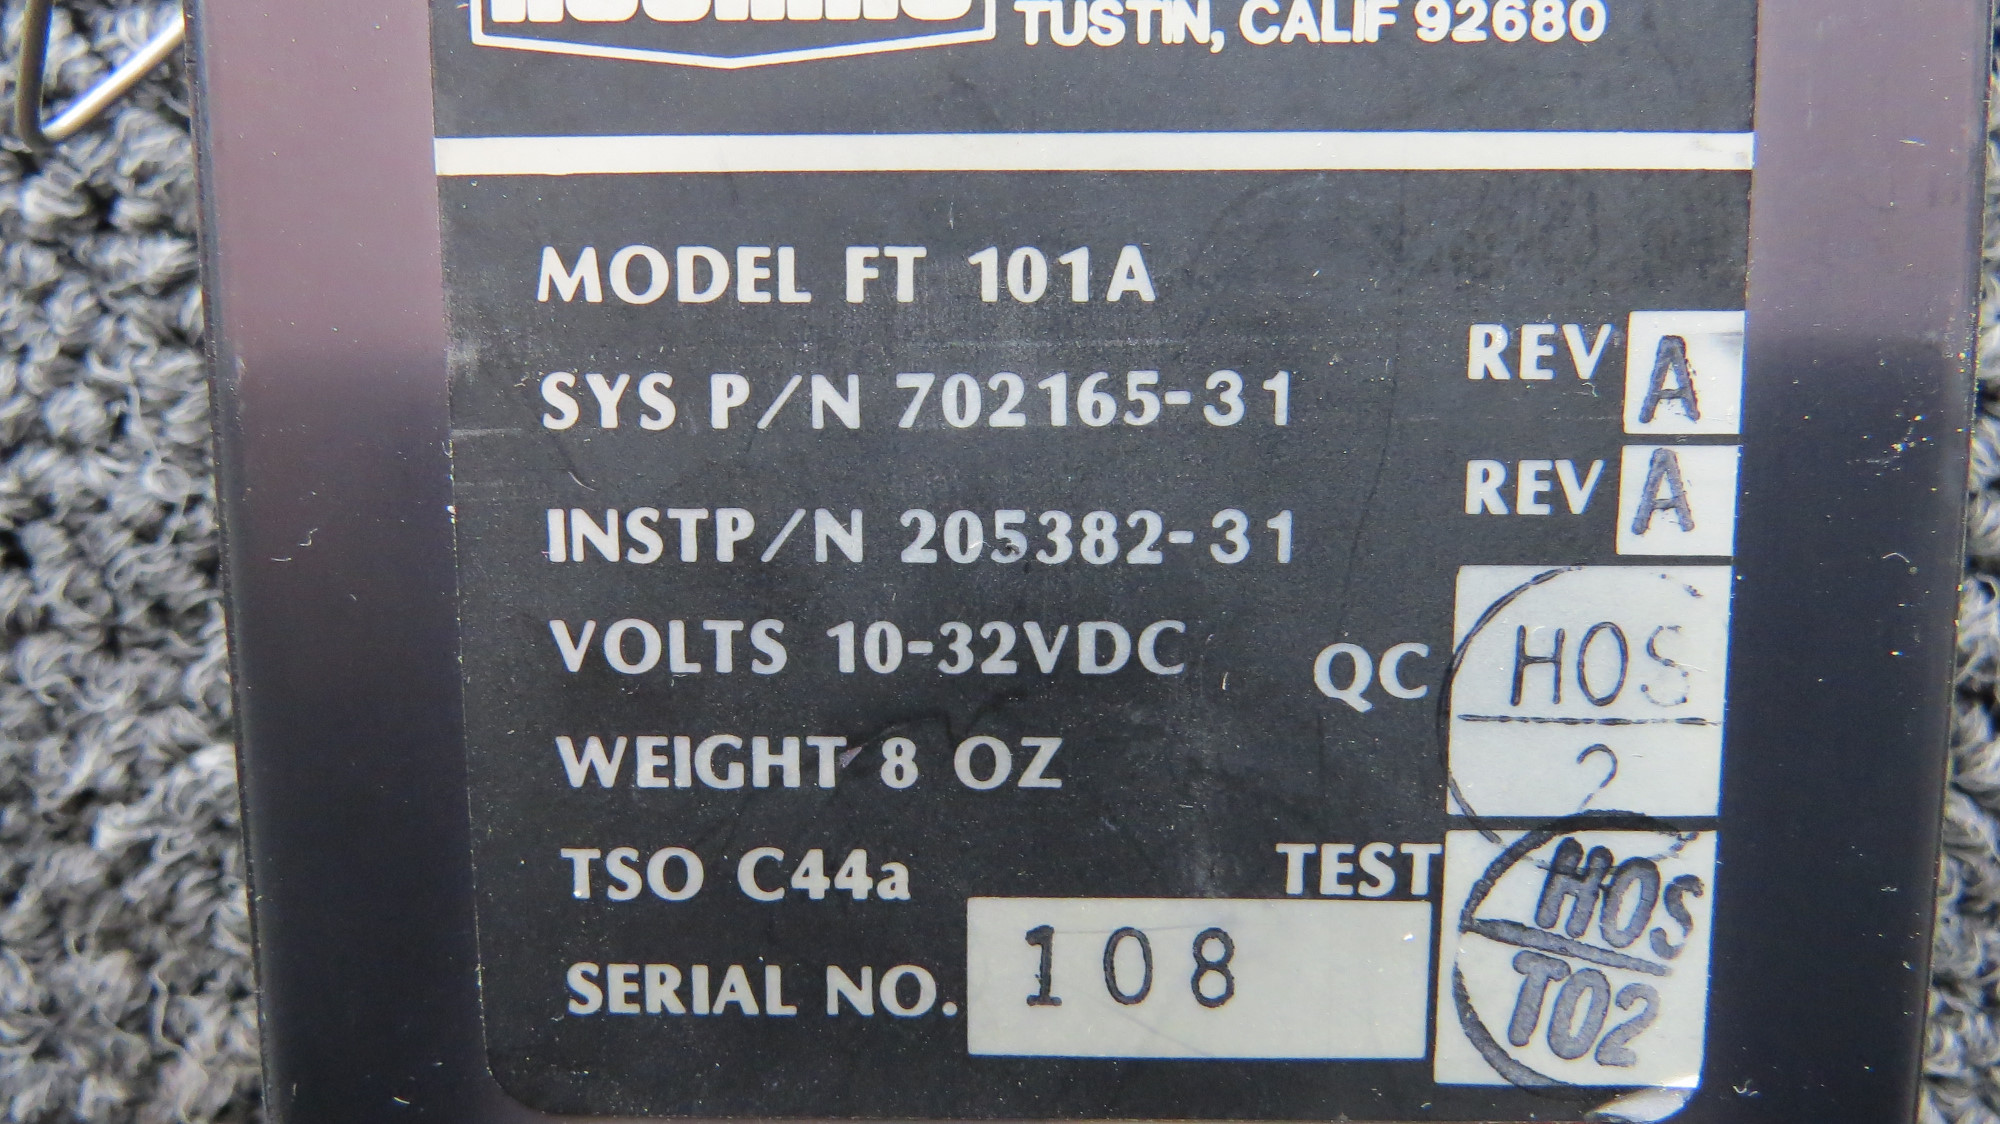 TUSTIN, CALIF 92680
MODEL FT 101A
SYS P/N 702165-31 REV A
INST P/N 205382-31 REV A
VOLTS 10-32VDC QC HOS 2
WEIGHT 8 OZ
TSO C44a TEST HOS T02
SERIAL NO. 108